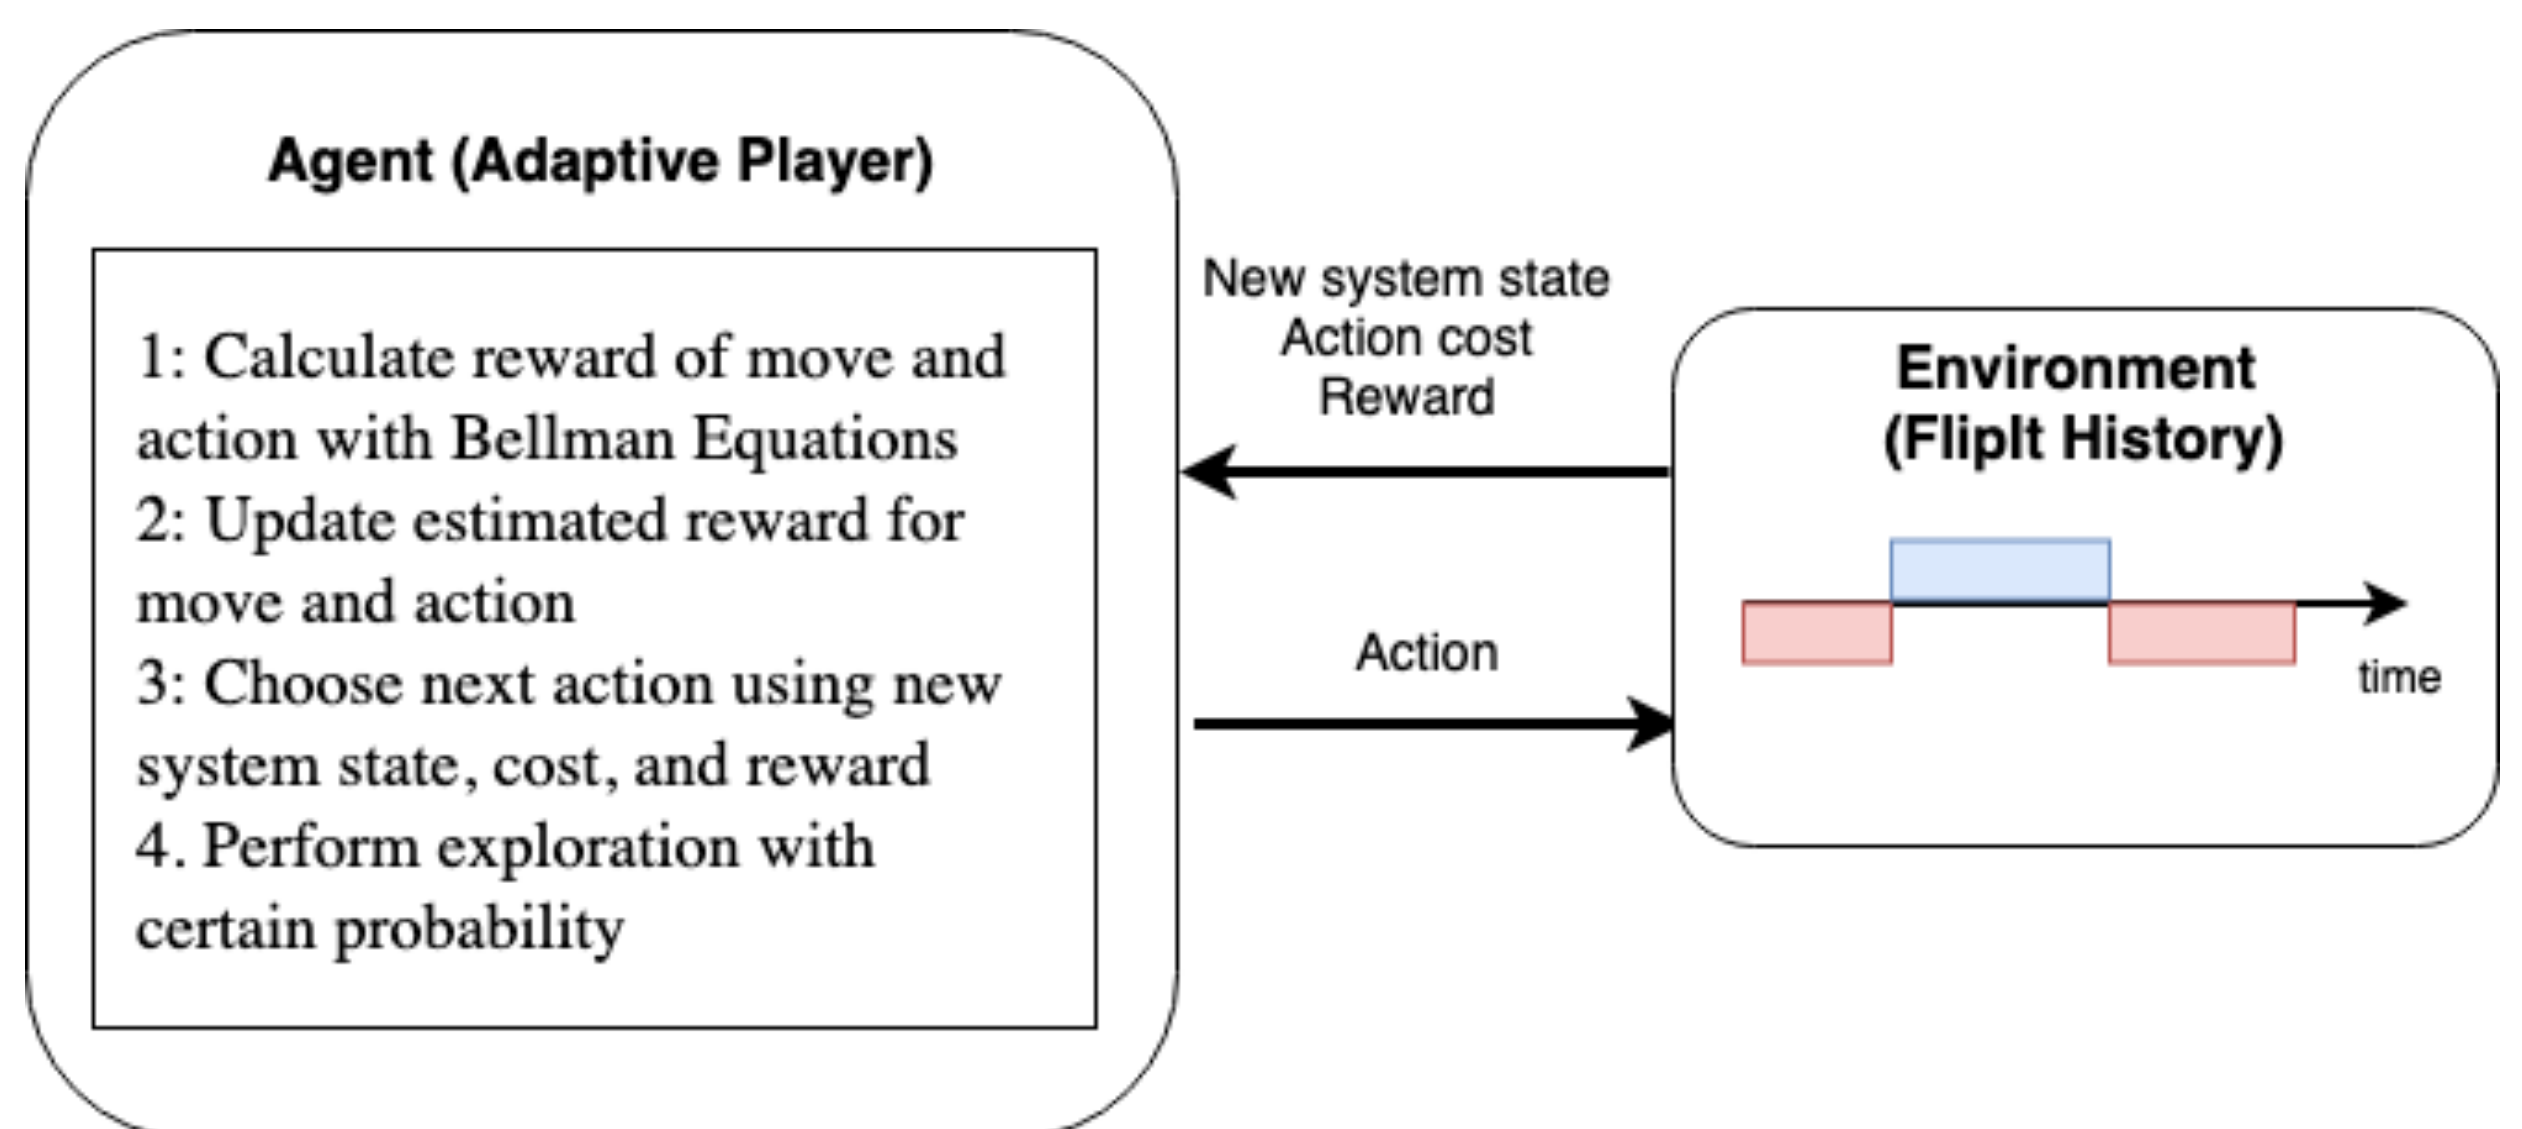 Agent (Adaptive Player)
1: Calculate reward of move and
action with Bellman Equations
2: Update estimated reward for
move and action
3: Choose next action using new
system state, cost, and reward
4. Perform exploration with
certain probability
New system state
Action cost
Reward
Action
Environment
(FlipIt History)
time